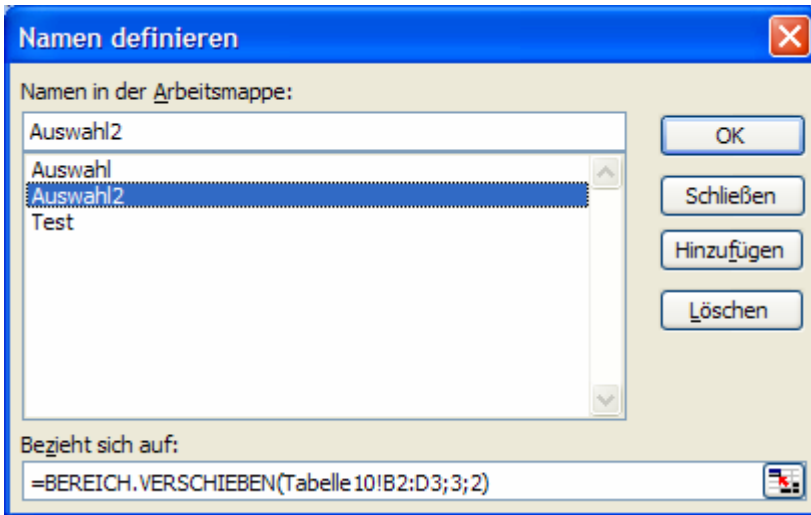 Namen definieren
Namen in der Arbeitsmappe:
Auswahl2
OK
Auswahl
Auswahl2
Test
Schließen
Hinzufügen
Löschen
Bezieht sich auf:
=BEREICH.VERSCHIEBEN(Tabelle10!B2:D3;3;2)